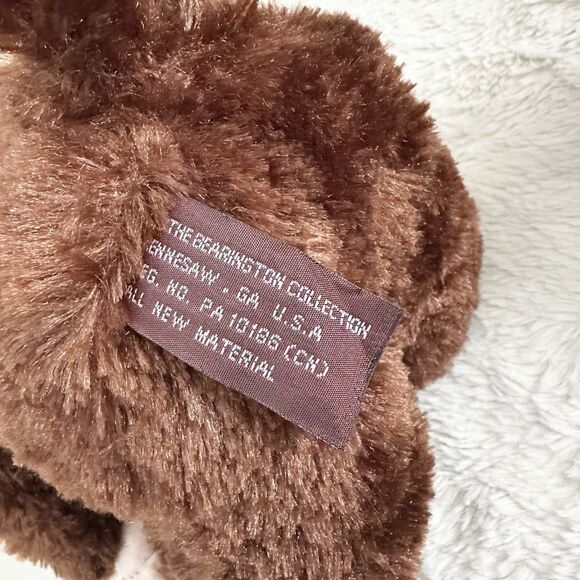 THE BEARINGTON COLLECTION
ENNESAW • GA U.S.A
EG. NO. PA 10186 (CN)
ALL NEW MATERIAL